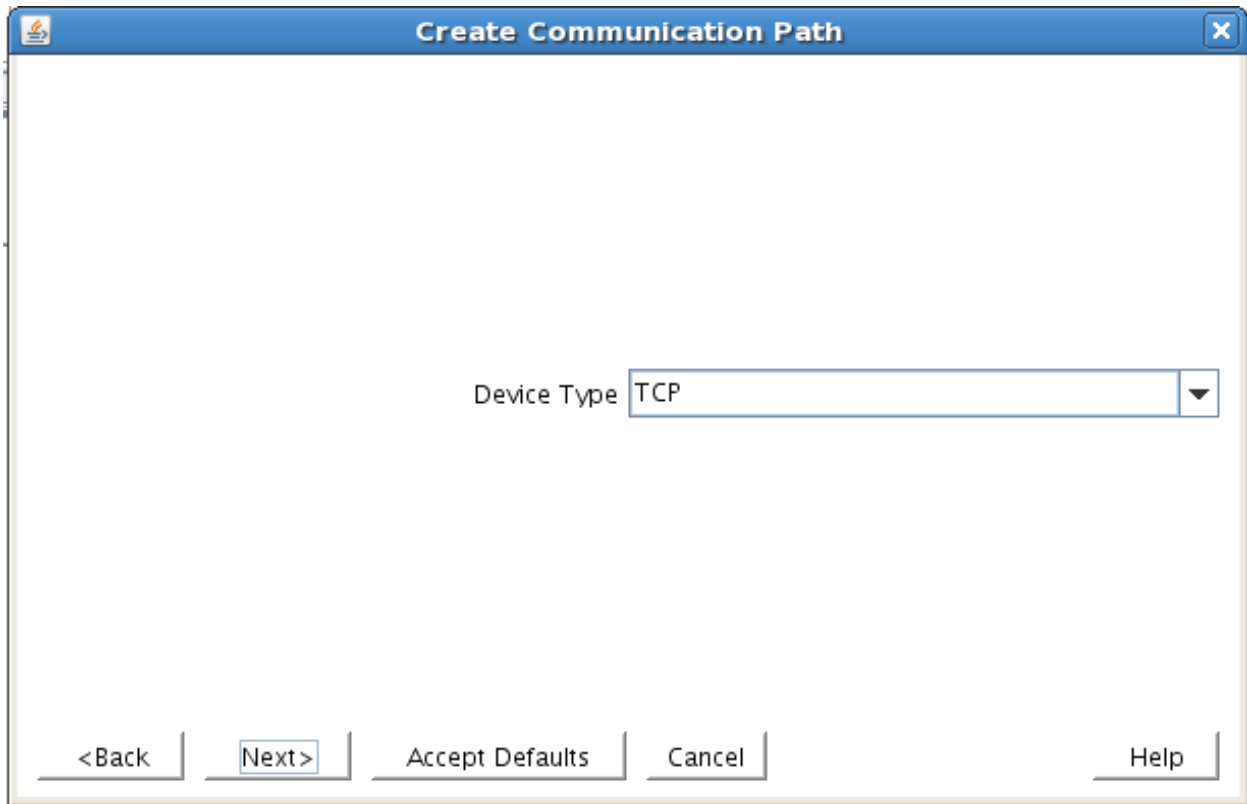 Create Communication Path
Device Type TCP
<Back Next> Accept Defaults Cancel Help